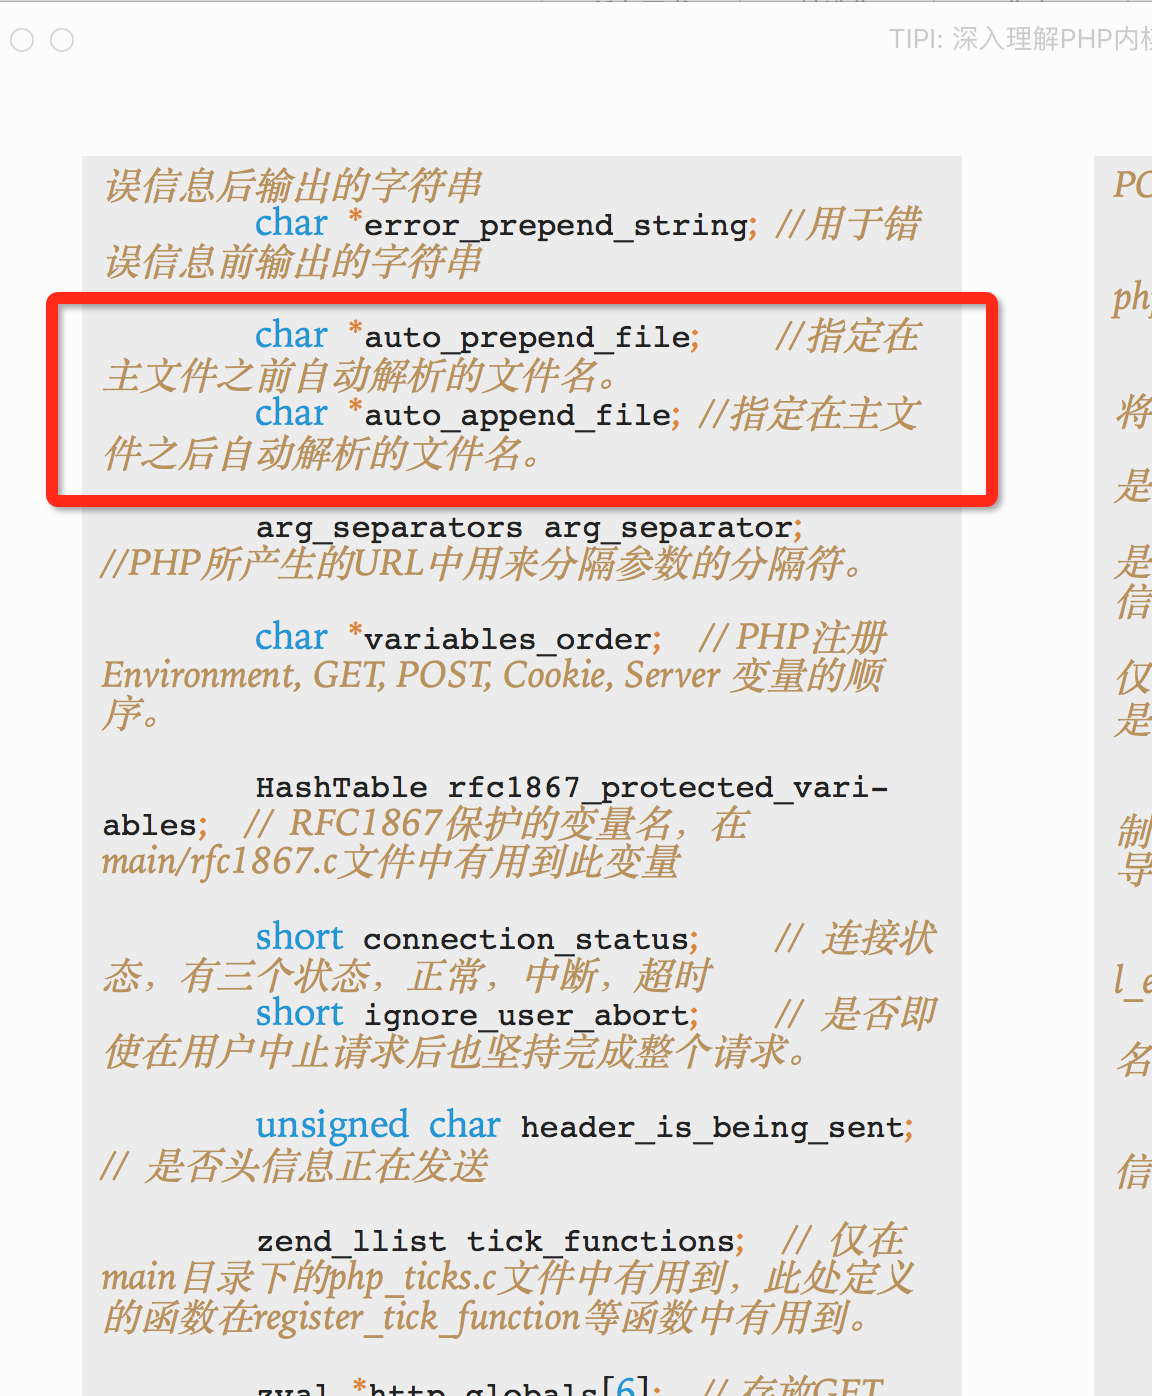 TIPI: 深入理解PHP内
误信息后输出的字符串
char *error_prepend_string; //用于错
误信息前输出的字符串
char *auto_prepend_file; //指定在
主文件之前自动解析的文件名。
char *auto_append_file; //指定在主文
件之后自动解析的文件名。
arg_separators arg_separator;
//PHP所产生的URL中用来分隔参数的分隔符。
char *variables_order; // PHP注册
Environment, GET, POST, Cookie, Server 变量的顺
序。
HashTable rfc1867_protected_vari-
ables; // RFC1867保护的变量名，在
main/rfc1867.c文件中有用到此变量
short connection_status; // 连接状
态，有三个状态，正常，中断，超时
short ignore_user_abort; // 是否即
使在用户中止请求后也坚持完成整个请求。
unsigned char header_is_being_sent;
// 是否头信息正在发送
zend_llist tick_functions; // 仅在
main目录下的php_ticks.c文件中有用到，此处定义
的函数在register_tick_function等函数中有用到。
zval *http_globals[6]; // 存放GET
将
是
是
信
仅
是
制
导
名
信